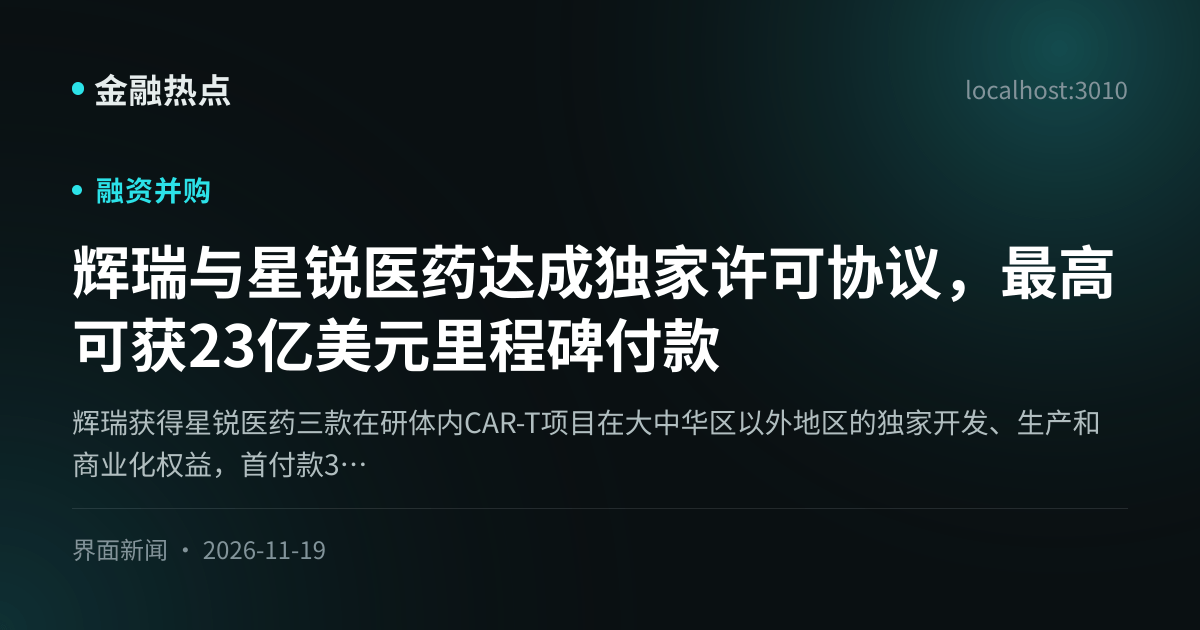 金融热点
localhost:3010
融资并购
辉瑞与星锐医药达成独家许可协议，最高
可获23亿美元里程碑付款
辉瑞获得星锐医药三款在研体内CAR-T项目在大中华区以外地区的独家开发、生产和
商业化权益，首付款3…
界面新闻 • 2026-11-19